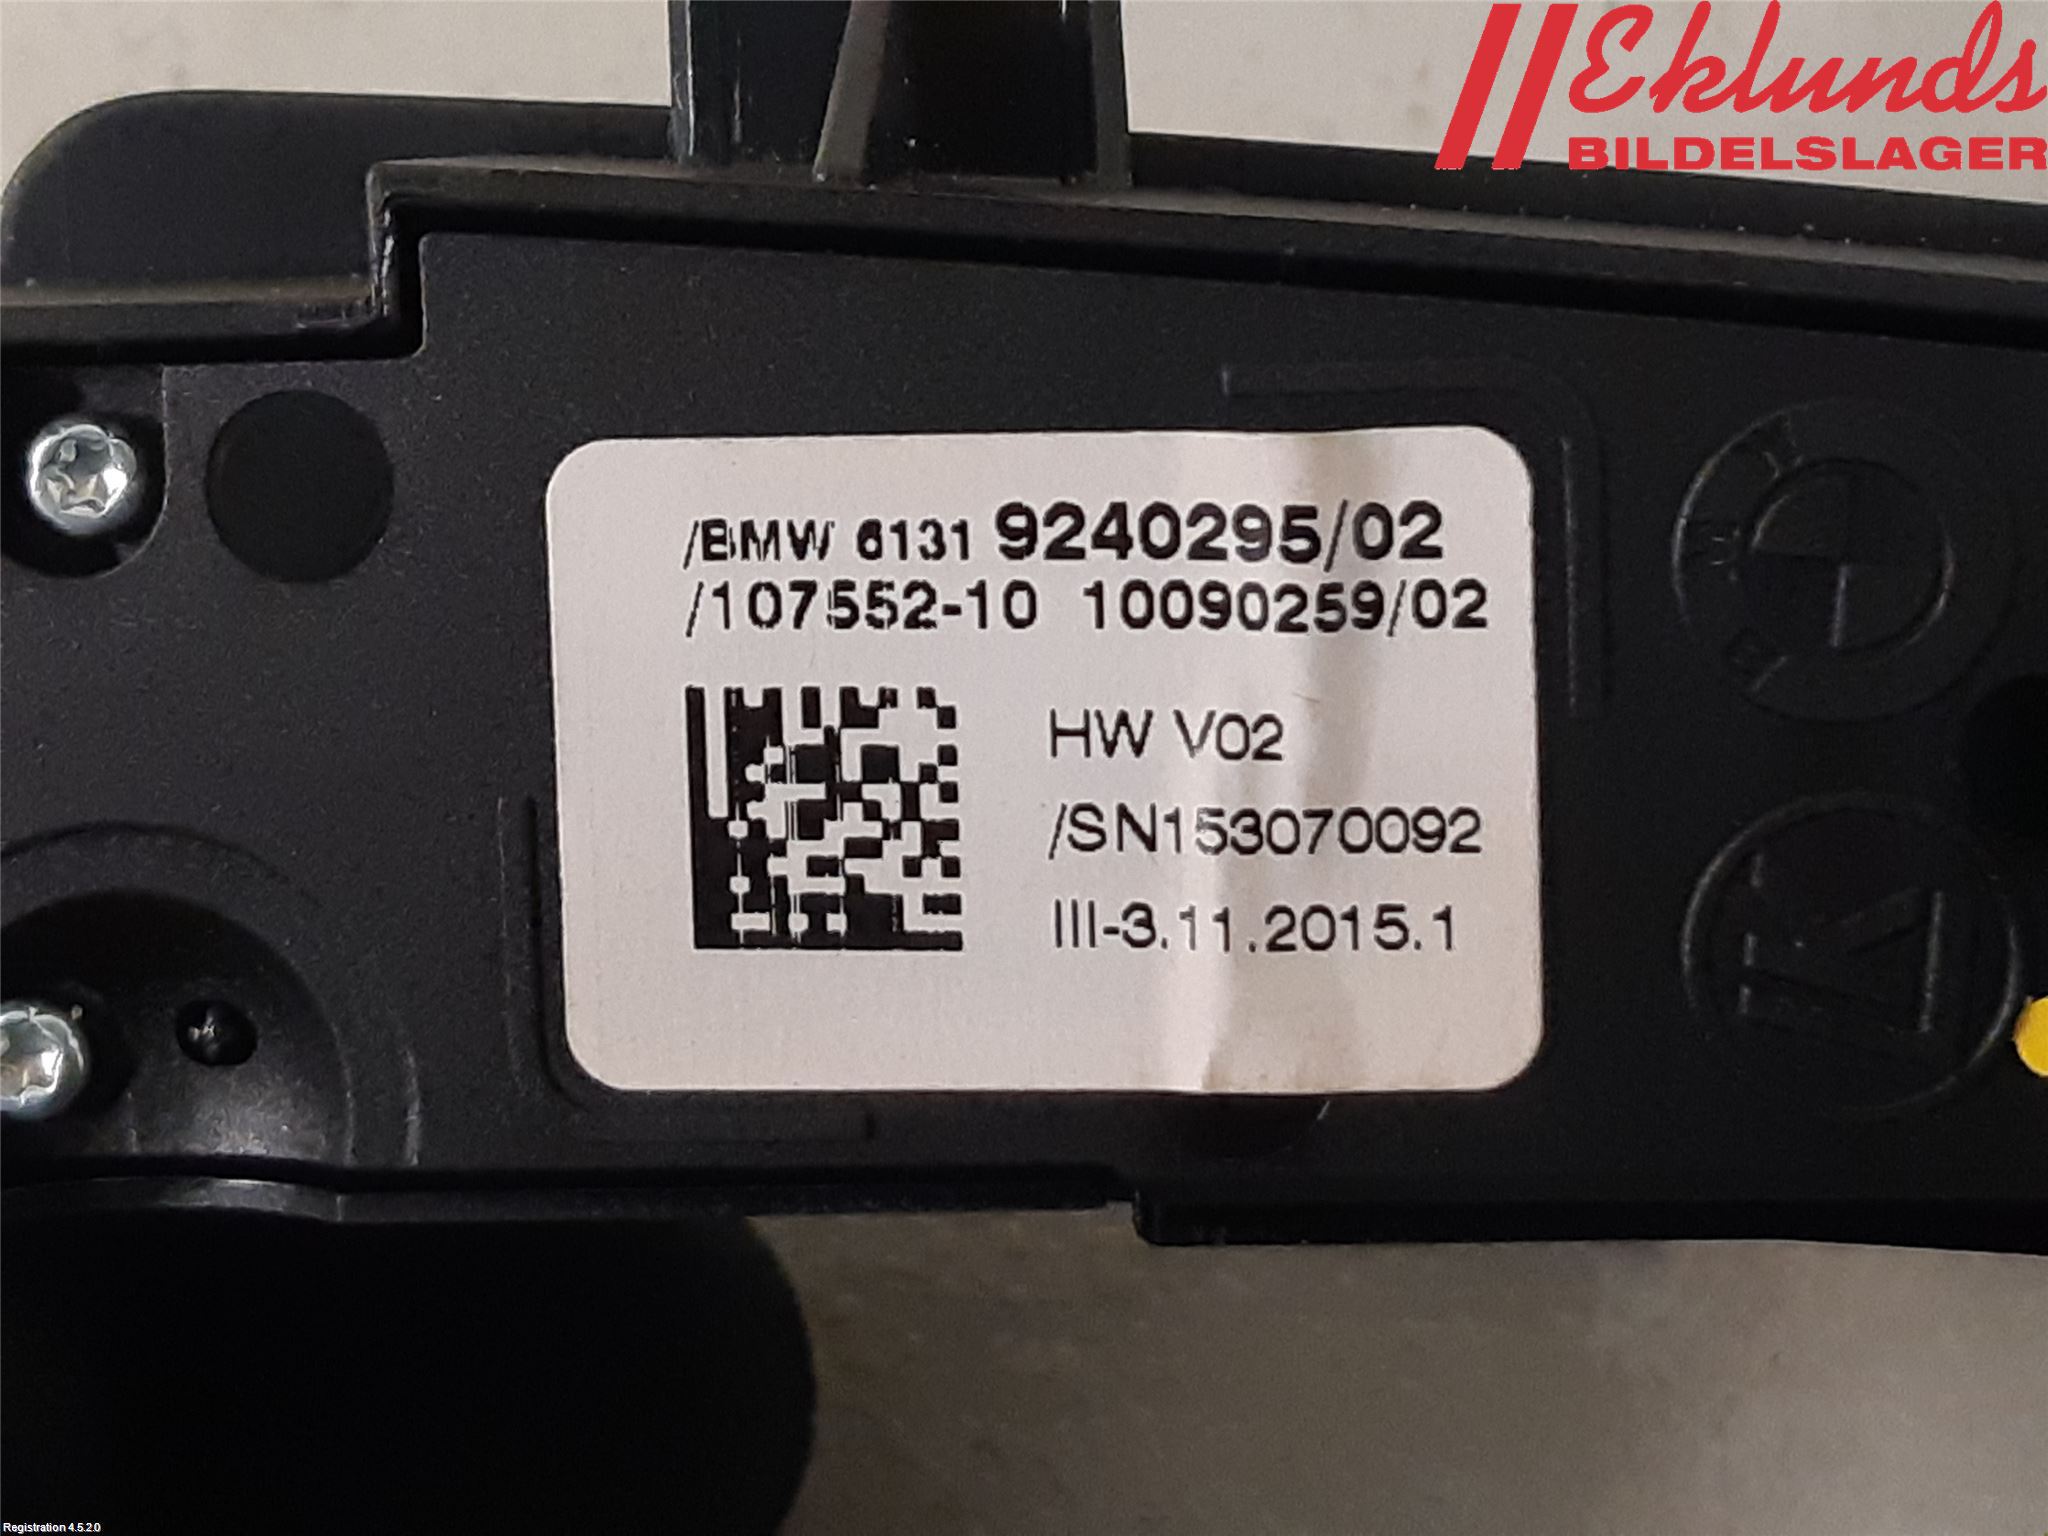 Eklunds
BILDELSLAGER
/BMW 6131 9240295/02
/107552-10 10090259/02
HW V02
/SN153070092
III-3.11.2015.1
Registration 4.5.2.0